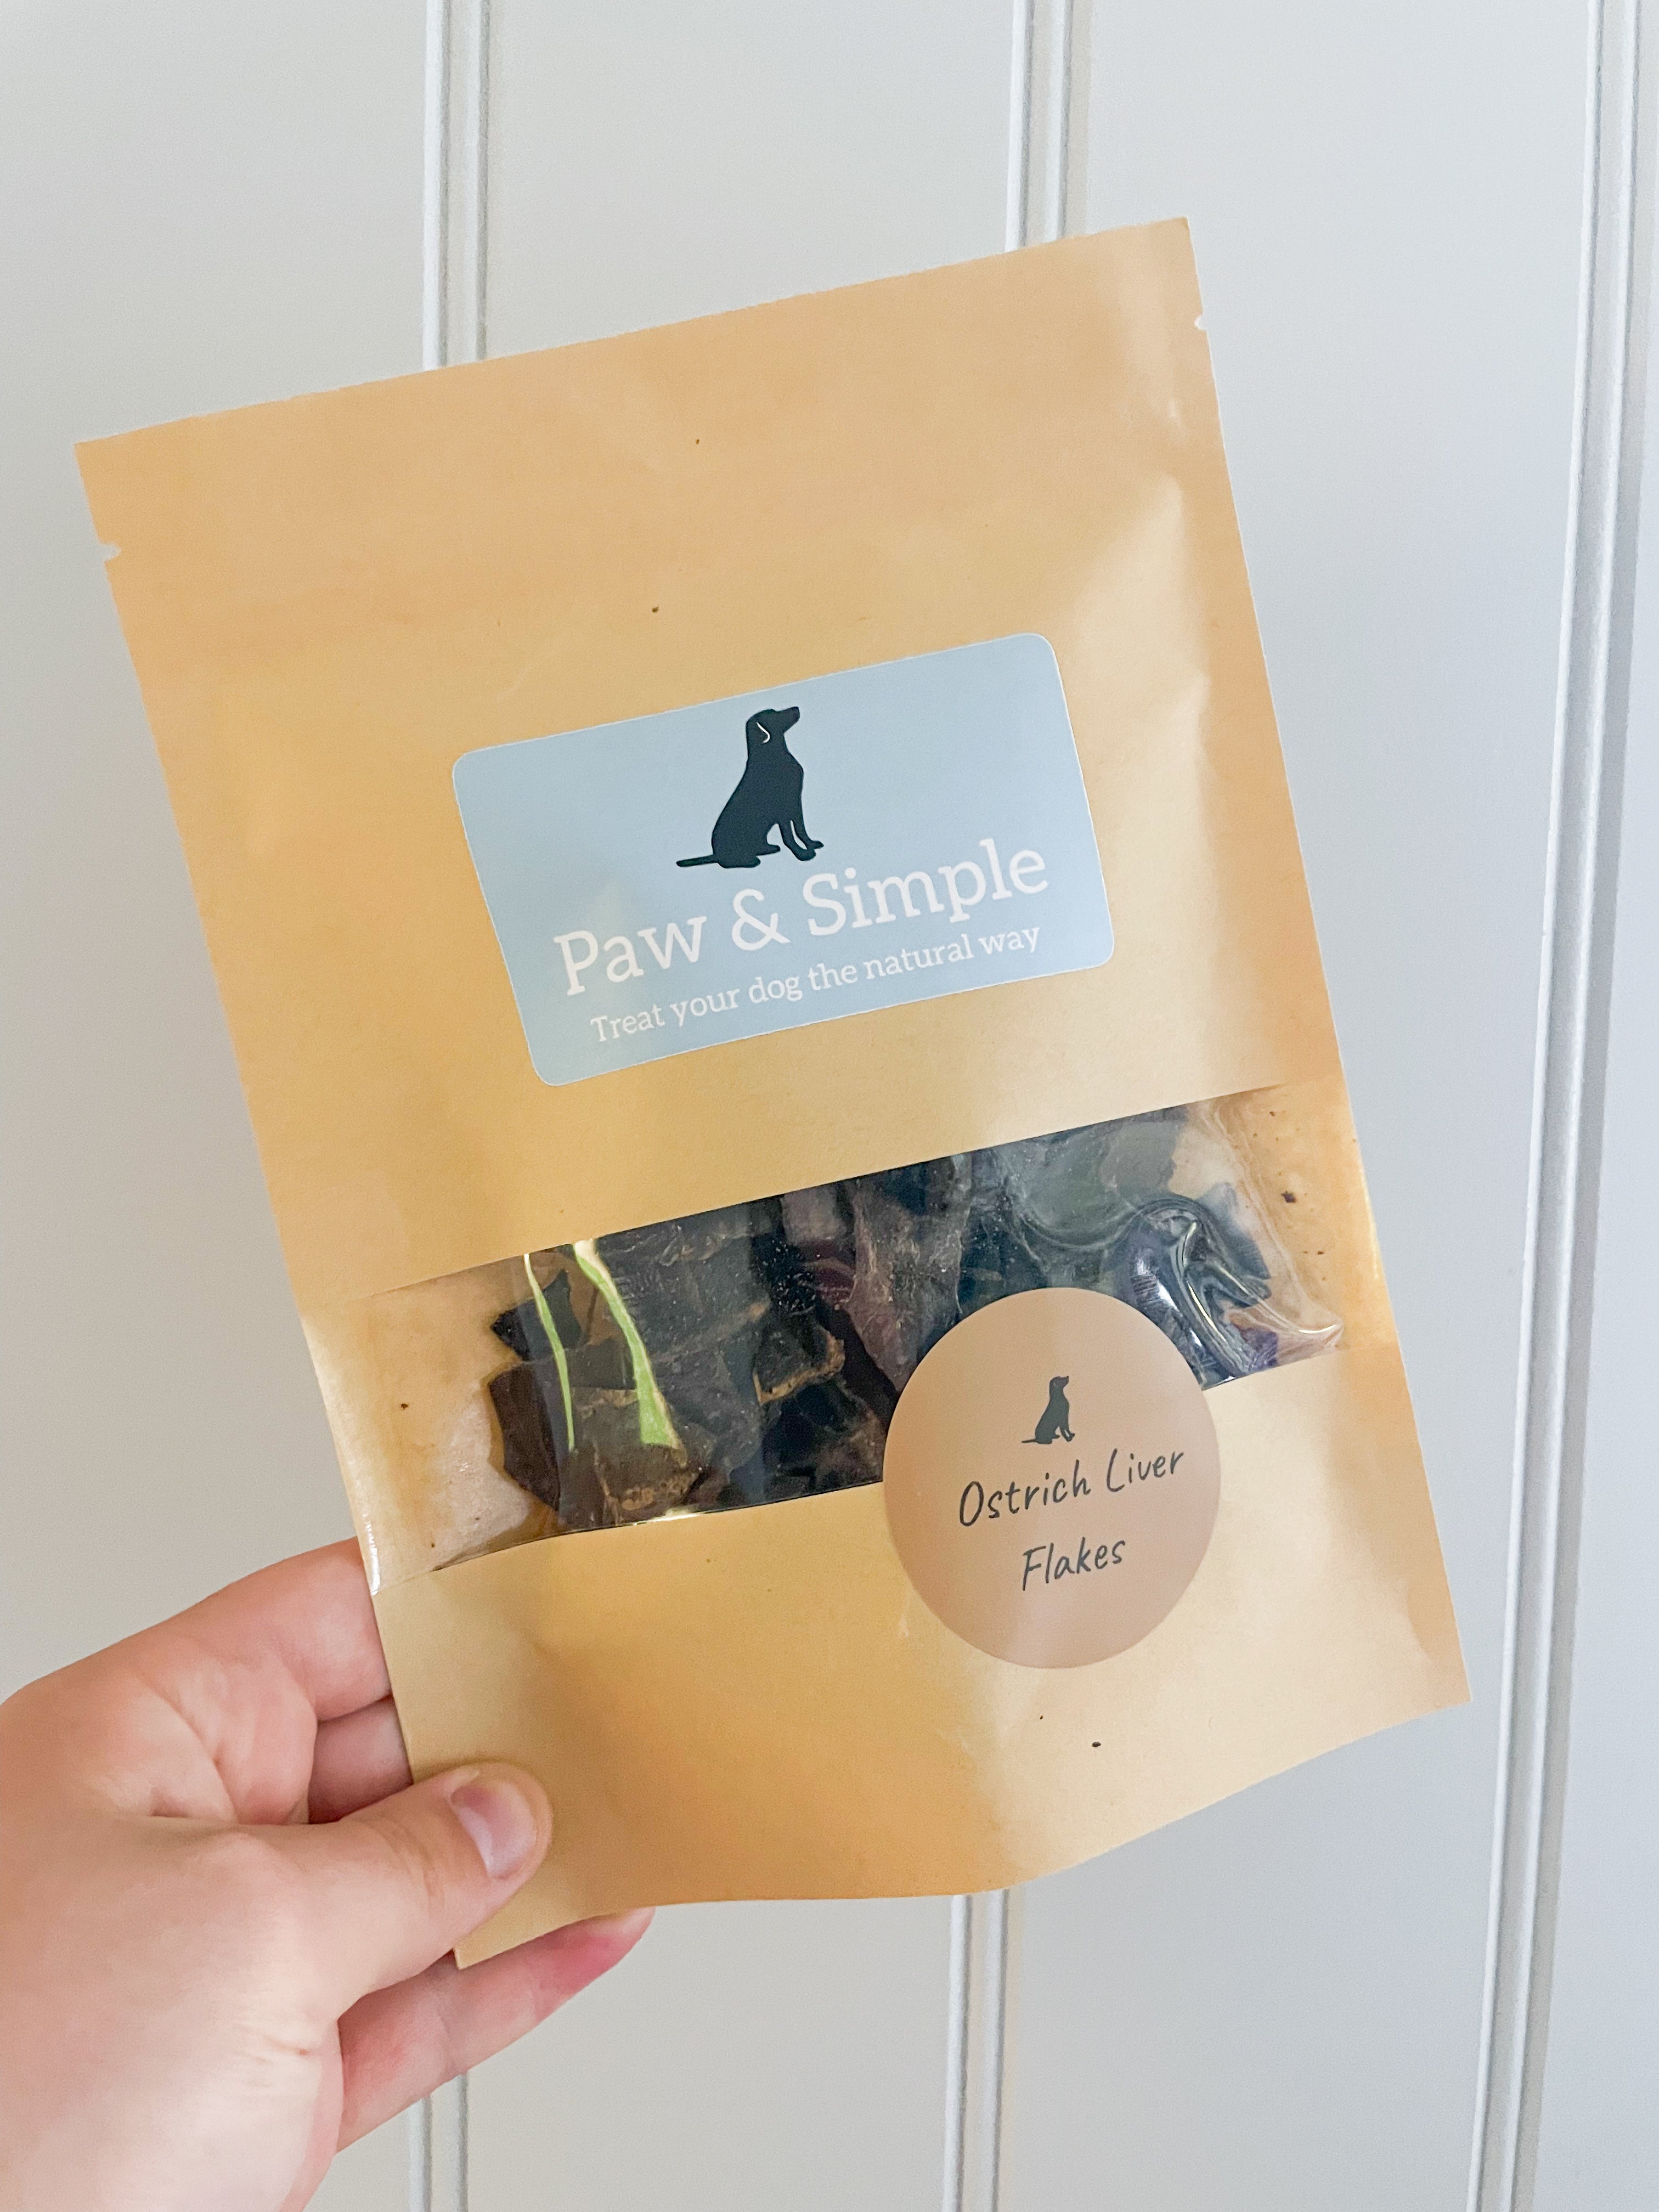 Paw & Simple
Treat your dog the natural way
Ostrich Liver
Flakes